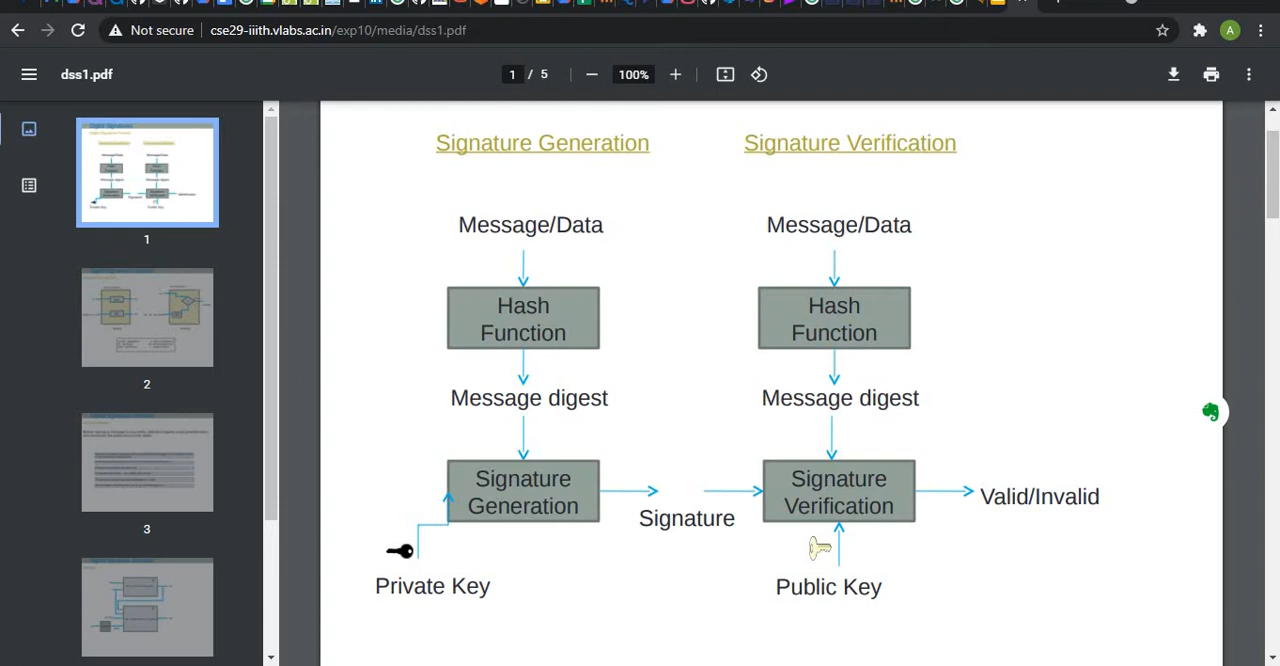 Not secure
cse29-iiith.vlabs.ac.in/exp10/media/dss1.pdf
A
dss1.pdf
1 / 5
100%
Signature Generation
Signature Verification
Message/Data
Message/Data
Hash
Function
Hash
Function
Message digest
Message digest
Signature
Generation
Signature
Verification
Signature
Valid/Invalid
Private Key
Public Key
1
2
3